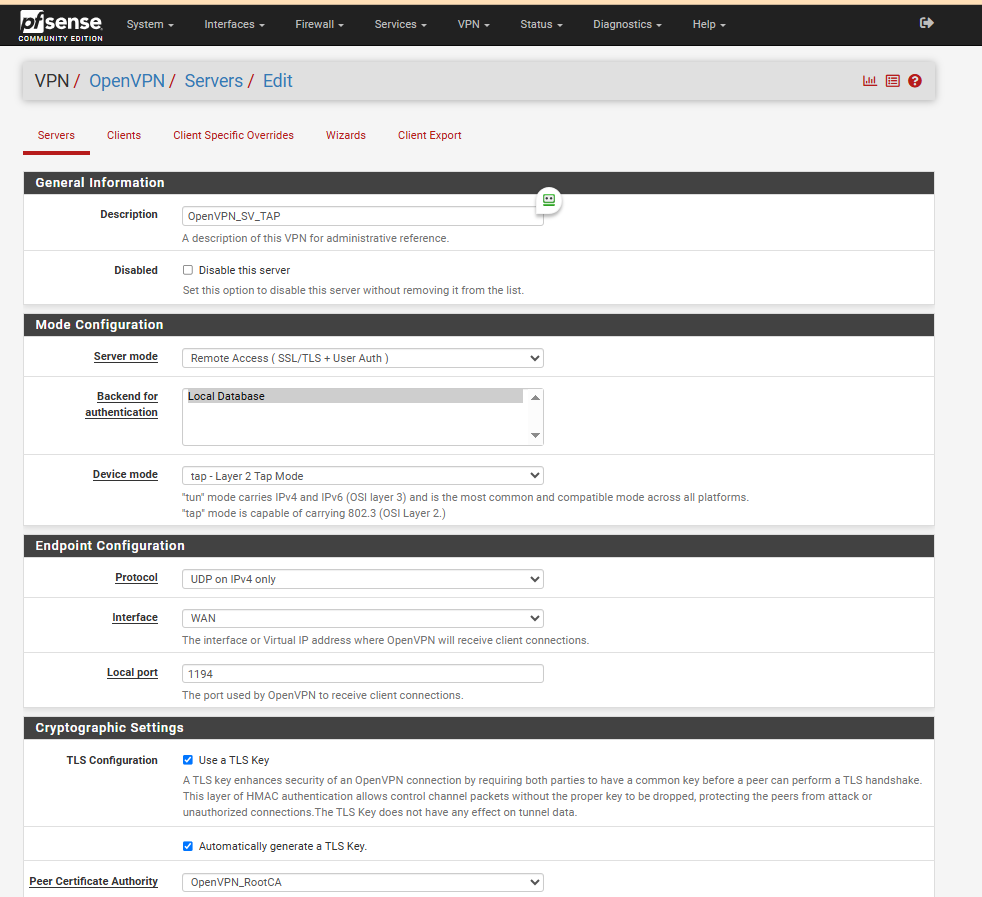 pfsense
COMMUNITY EDITION
System Interfaces Firewall Services VPN Status Diagnostics Help
VPN / OpenVPN / Servers / Edit
Servers Clients Client Specific Overrides Wizards Client Export
General Information
Description OpenVPN_SV_TAP
A description of this VPN for administrative reference.
Disabled Disable this server
Set this option to disable this server without removing it from the list.
Mode Configuration
Server mode Remote Access ( SSL/TLS + User Auth )
Backend for Local Database
authentication
Device mode tap - Layer 2 Tap Mode
"tun" mode carries IPv4 and IPv6 (OSI layer 3) and is the most common and compatible mode across all platforms.
"tap" mode is capable of carrying 802.3 (OSI Layer 2.)
Endpoint Configuration
Protocol UDP on IPv4 only
Interface WAN
The interface or Virtual IP address where OpenVPN will receive client connections.
Local port 1194
The port used by OpenVPN to receive client connections.
Cryptographic Settings
TLS Configuration Use a TLS Key
A TLS key enhances security of an OpenVPN connection by requiring both parties to have a common key before a peer can perform a TLS handshake.
This layer of HMAC authentication allows control channel packets without the proper key to be dropped, protecting the peers from attack or
unauthorized connections.The TLS Key does not have any effect on tunnel data.
Automatically generate a TLS Key.
Peer Certificate Authority OpenVPN_RootCA